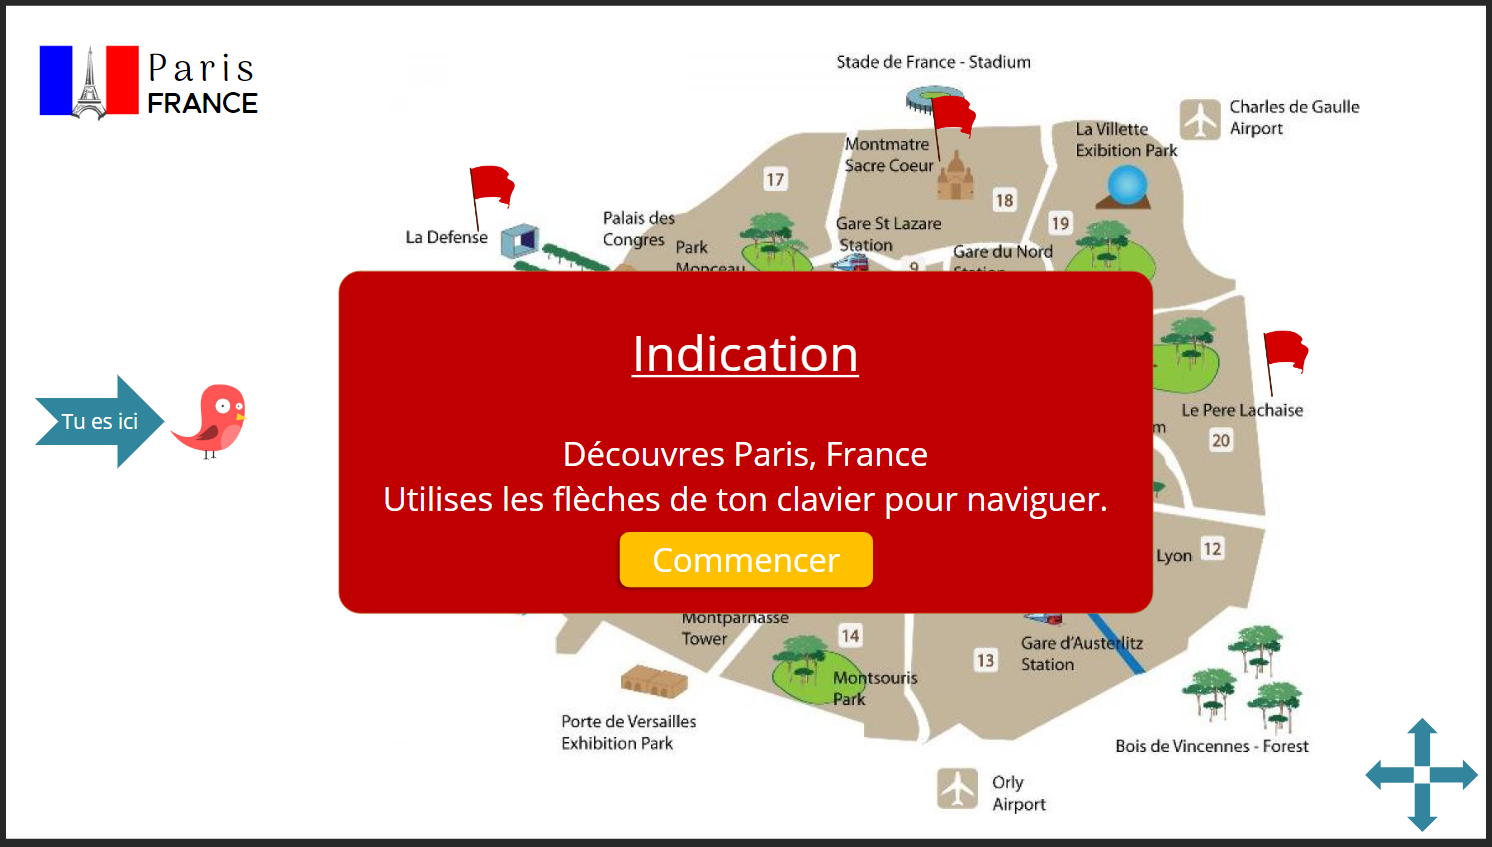 Paris
FRANCE
Stade de France - Stadium
Charles de Gaulle
Airport
La Villette
Exibition Park
Montmatre
Sacre Coeur
17
18
19
Palais des
Congres
Park
Monceau
Gare St Lazare
Station
9
Gare du Nord
Station
La Defense
Tu es ici
Indication
Découvres Paris, France
Utilises les flèches de ton clavier pour naviguer.
Commencer
Le Pere Lachaise
20
m
Lyon
12
Montparnasse
Tower
14
13
Gare d'Austerlitz
Station
Montsouris
Park
Porte de Versailles
Exhibition Park
Bois de Vincennes - Forest
Orly
Airport